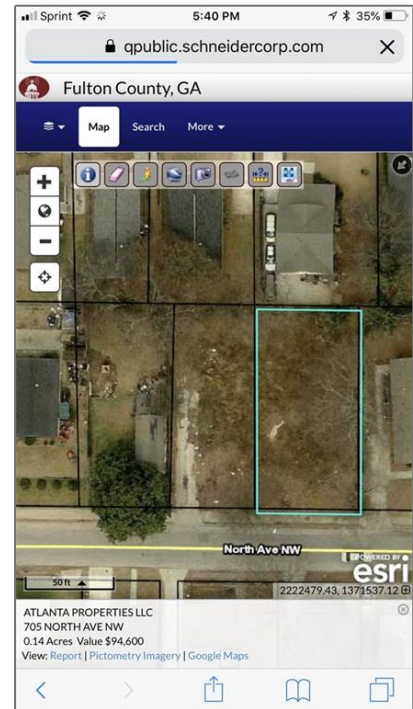 Sprint 5:40 PM 35%
qpublic.schneidercorp.com
Fulton County, GA
Map Search More
North Ave NW
50 ft
POWERED BY
esri
2222479.43, 1371537.12
ATLANTA PROPERTIES LLC
705 NORTH AVE NW
0.14 Acres Value $94,600
View: Report | Pictometry Imagery | Google Maps